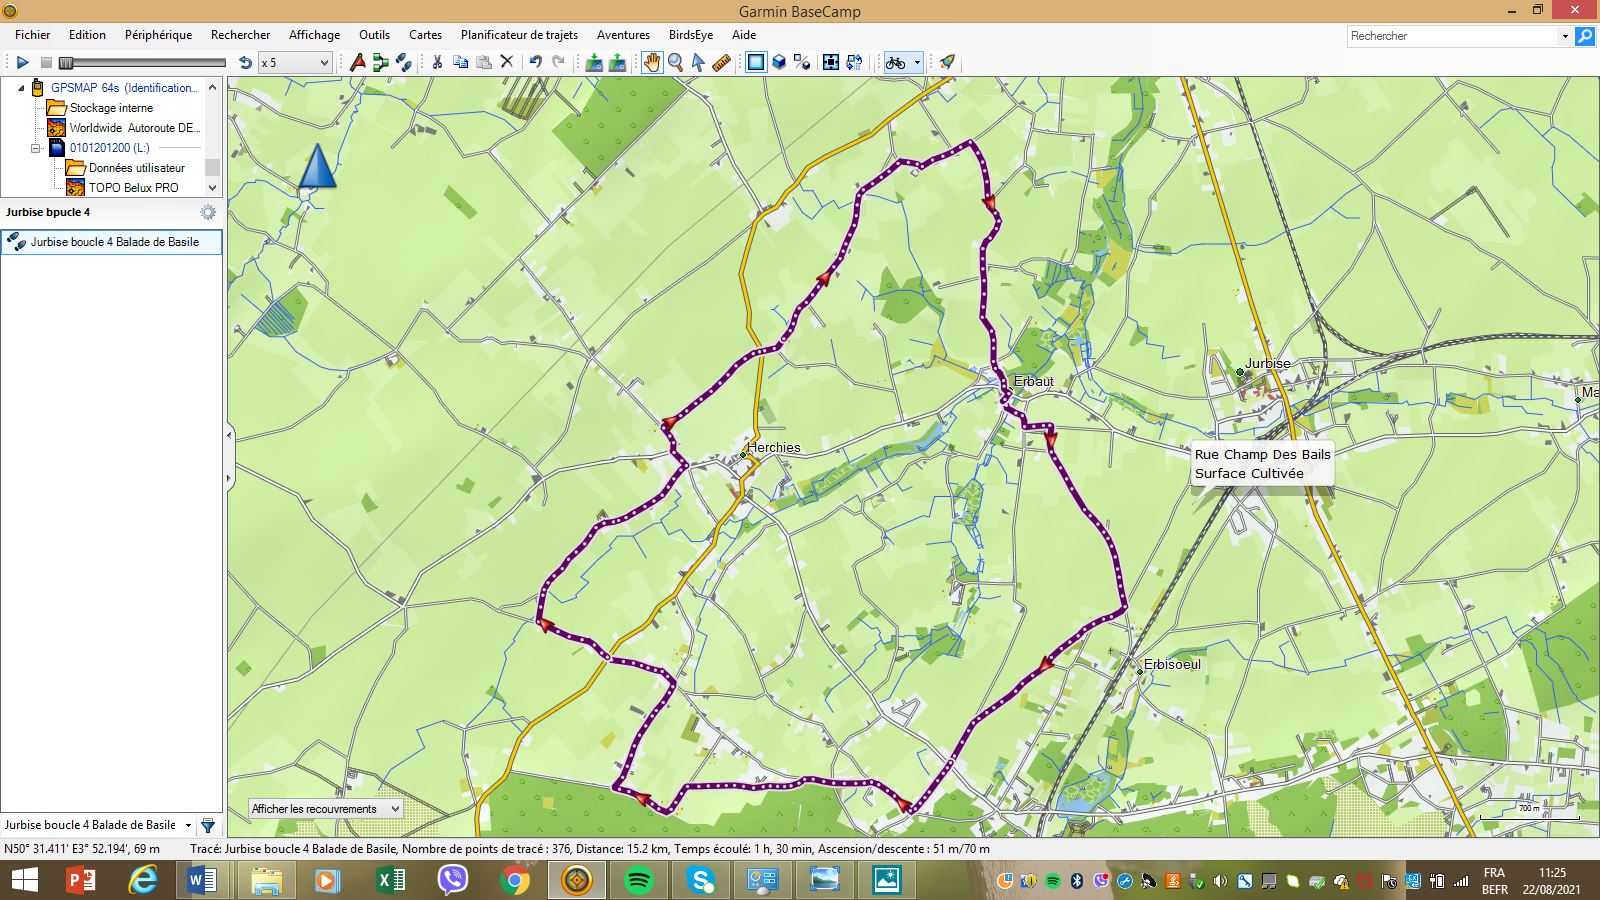 Garmin BaseCamp
Fichier Edition Périphérique Rechercher Affichage Outils Cartes Planificateur de trajets Aventures BirdsEye Aide
Rechercher
x 5
GPSMAP 64s (Identification...
Stockage interne
Worldwide Autoroute DE...
0101201200 (L:)
Données utilisateur
TOPO Belux PRO
Jurbise bpucle 4
Jurbise boucle 4 Balade de Basile
Erbaut
Jurbise
Ma
Herchies
Rue Champ Des Bails
Surface Cultivée
Erbisoeul
Afficher les recouvrements
700 m
Jurbise boucle 4 Balade de Basile
N50° 31.411' E3° 52.194', 69 m
Tracé: Jurbise boucle 4 Balade de Basile, Nombre de points de tracé : 376, Distance: 15.2 km, Temps écoulé: 1 h, 30 min, Ascension/descente : 51 m/70 m
FRA
BEFR
11:25
22/08/2021